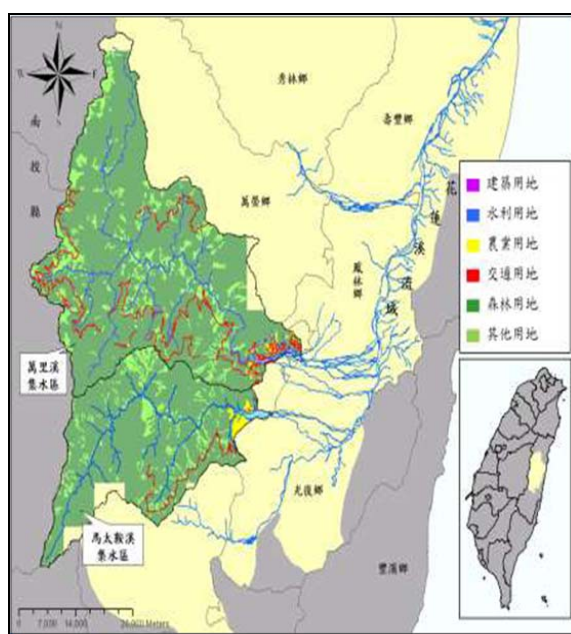 N
W E
S
南投縣
秀林鄉
壽豐鄉
萬榮鄉
鳳林鄉
花蓮溪流域
建築用地
水利用地
農業用地
交通用地
森林用地
其他用地
萬里溪
集水區
光復鄉
馬太鞍溪
集水區
0 7,000 14,000 28,000 Meters